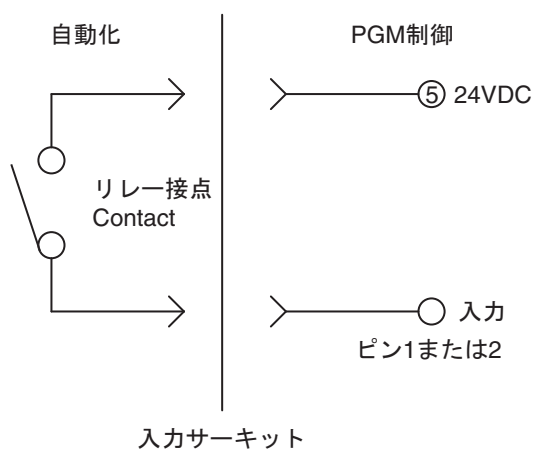 自動化
PGM制御
⑤ 24VDC
リレー接点
Contact
入力
ピン1または2
入力サーキット